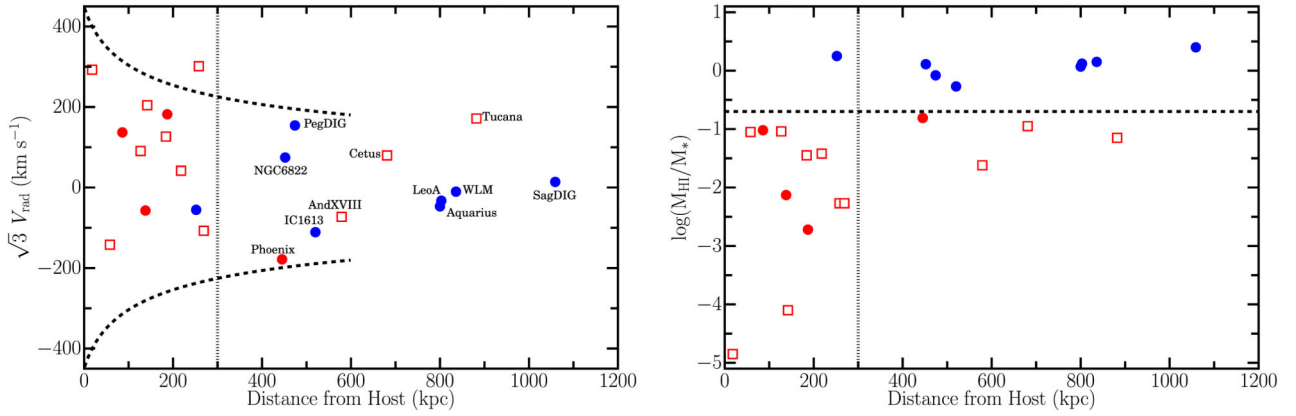 400
200
0
−200
−400
√3 V_rad (km s⁻¹)
PegDIG
Tucana
NGC6822
Cetus
LeoA
WLM
SagDIG
AndXVIII
Aquarius
IC1613
Phoenix
0 200 400 600 800 1000 1200
Distance from Host (kpc)
1
0
−1
−2
−3
−4
−5
log(M_HI/M_*)
0 200 400 600 800 1000 1200
Distance from Host (kpc)